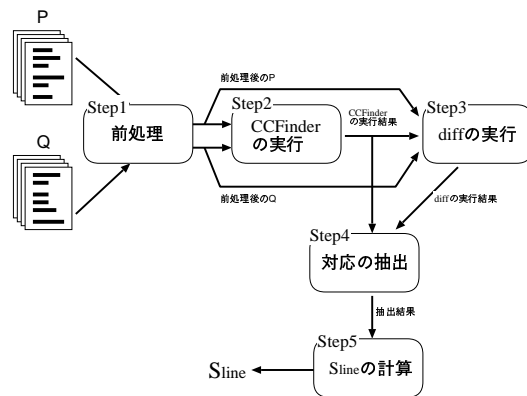 P
Step1
前処理
Q
前処理後のP
Step2
CCFinder
の実行
前処理後のQ
CCFinder
の実行結果
Step3
diffの実行
diffの実行結果
Step4
対応の抽出
抽出結果
Step5
Slineの計算
Sline